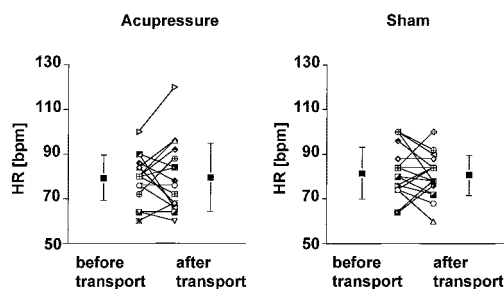 Acupressure
Sham
130
110
90
70
50
HR [bpm]
before transport
after transport
130
110
90
70
50
HR [bpm]
before transport
after transport